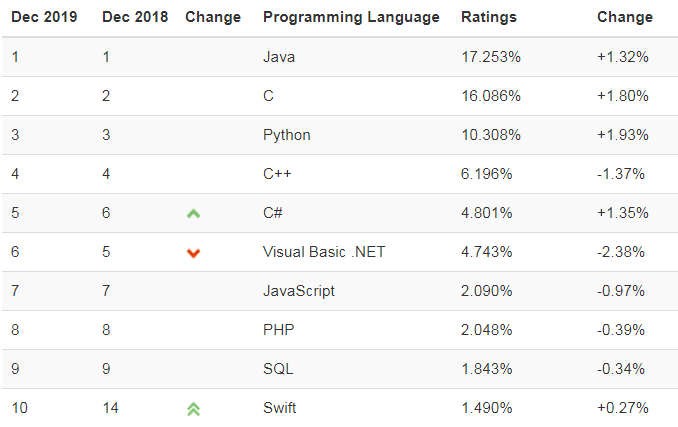 Dec 2019 Dec 2018 Change Programming Language Ratings Change
1 1 Java 17.253% +1.32%
2 2 C 16.086% +1.80%
3 3 Python 10.308% +1.93%
4 4 C++ 6.196% -1.37%
5 6 C# 4.801% +1.35%
6 5 Visual Basic .NET 4.743% -2.38%
7 7 JavaScript 2.090% -0.97%
8 8 PHP 2.048% -0.39%
9 9 SQL 1.843% -0.34%
10 14 Swift 1.490% +0.27%